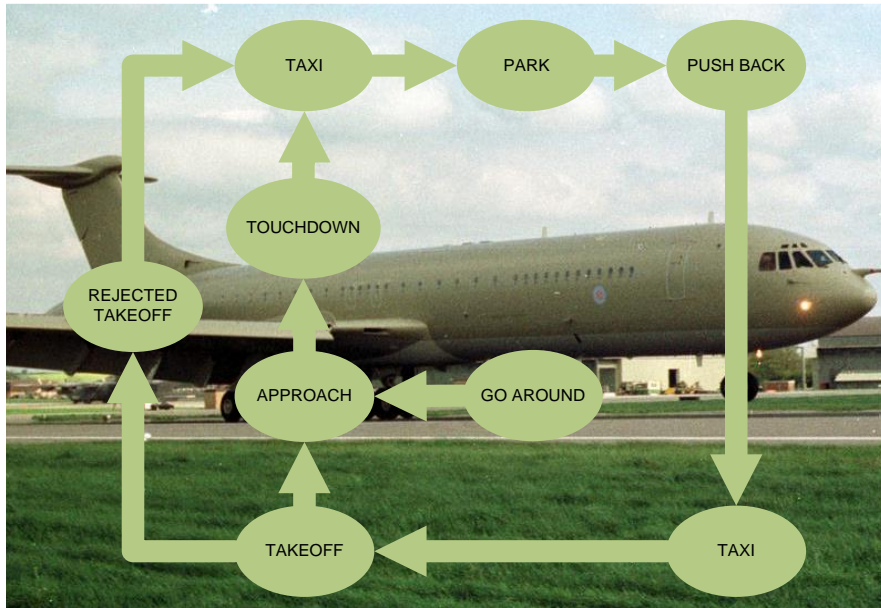 TAXI
PARK
PUSH BACK
TOUCHDOWN
REJECTED
TAKEOFF
APPROACH
GO AROUND
TAKEOFF
TAXI